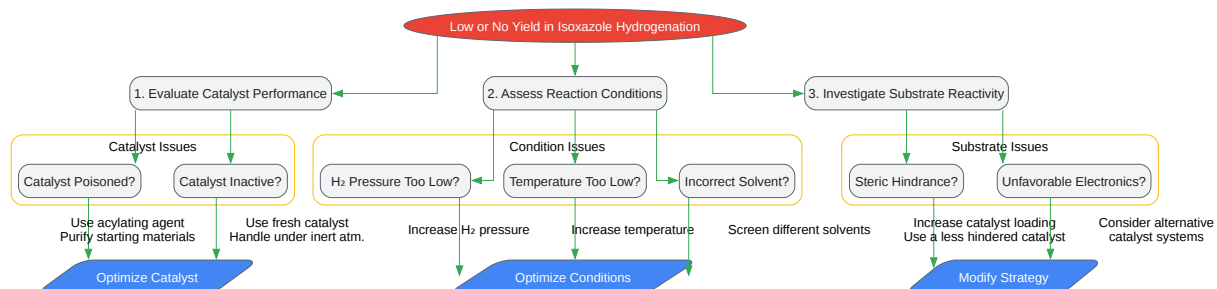 Low or No Yield in Isoxazole Hydrogenation
1. Evaluate Catalyst Performance
2. Assess Reaction Conditions
3. Investigate Substrate Reactivity
Catalyst Issues
Condition Issues
Substrate Issues
Catalyst Poisoned?
Catalyst Inactive?
H₂ Pressure Too Low?
Temperature Too Low?
Incorrect Solvent?
Steric Hindrance?
Unfavorable Electronics?
Use acylating agent
Purify starting materials
Use fresh catalyst
Handle under inert atm.
Increase H₂ pressure
Increase temperature
Screen different solvents
Increase catalyst loading
Use a less hindered catalyst
Consider alternative
catalyst systems
Optimize Catalyst
Optimize Conditions
Modify Strategy